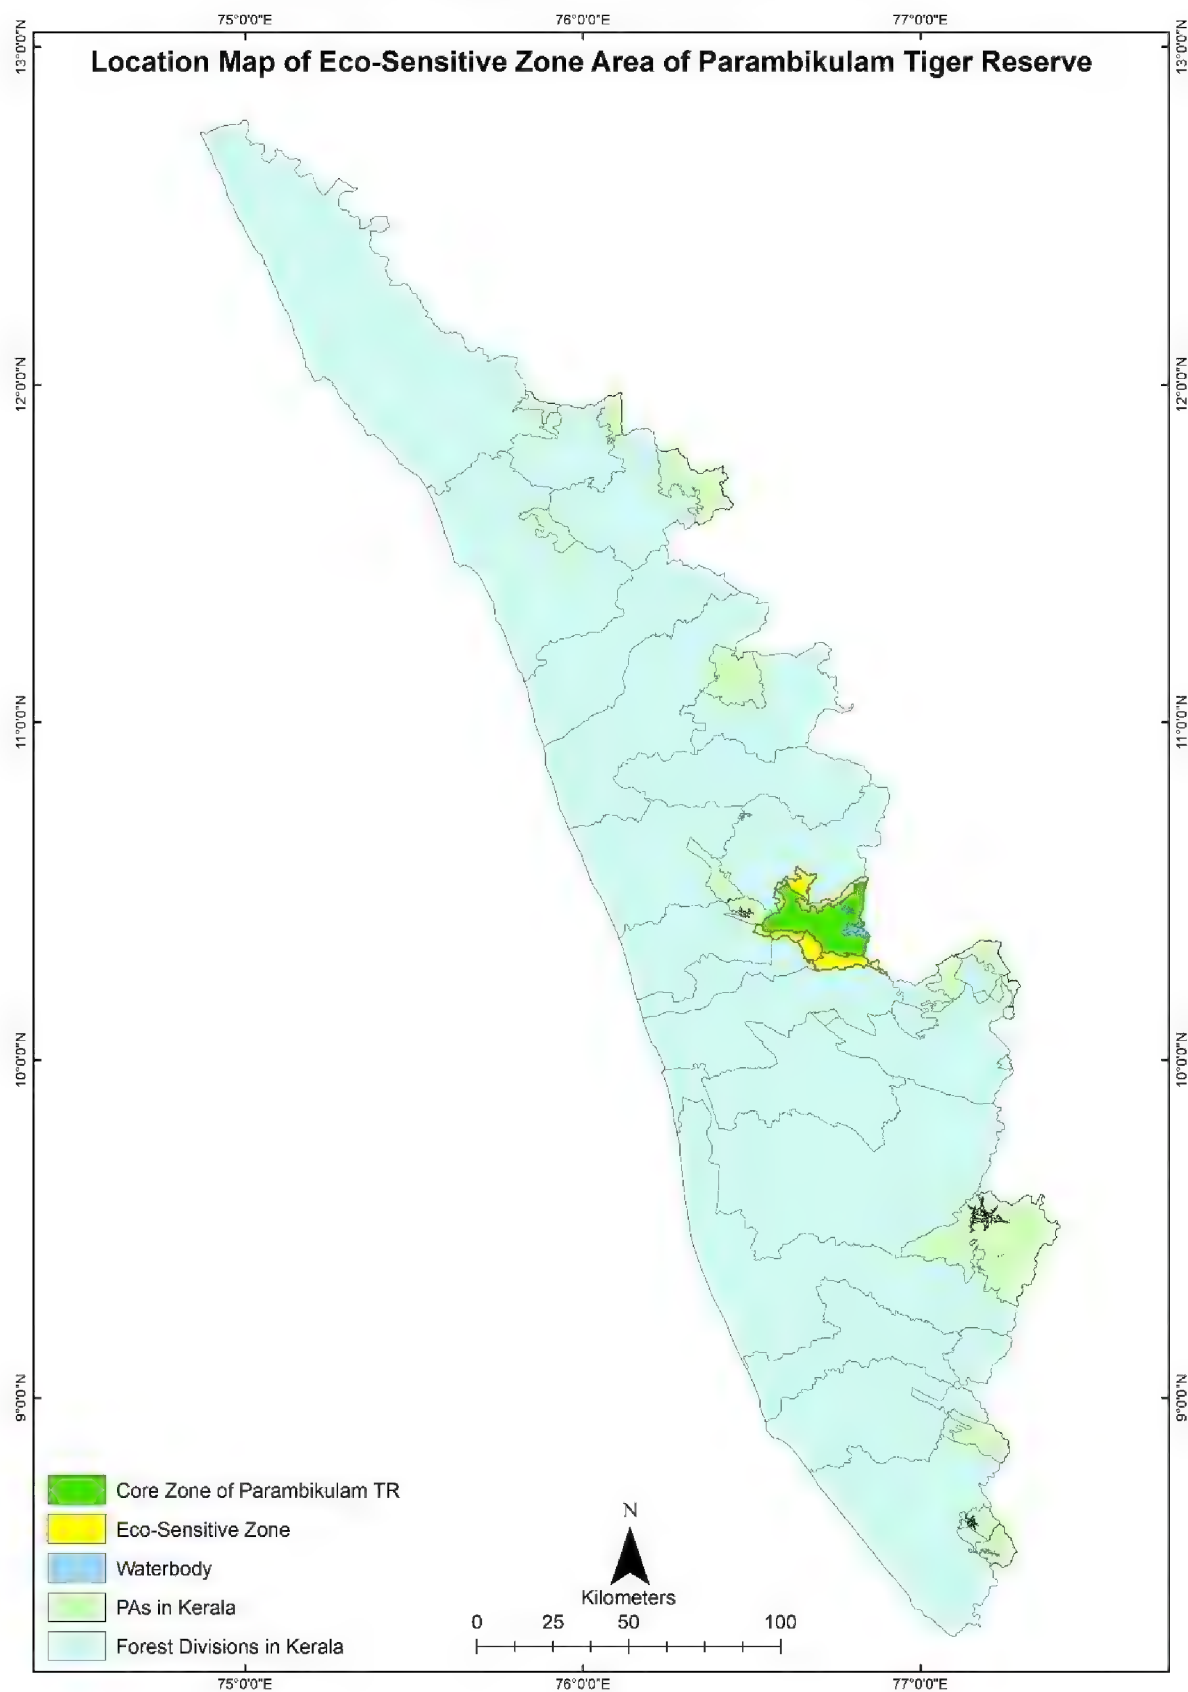 75°0'0"E 76°0'0"E 77°0'0"E
13°0'0"N 13°0'0"N
Location Map of Eco-Sensitive Zone Area of Parambikulam Tiger Reserve
12°0'0"N 12°0'0"N
11°0'0"N 11°0'0"N
10°0'0"N 10°0'0"N
9°0'0"N 9°0'0"N
Core Zone of Parambikulam TR
Eco-Sensitive Zone
Waterbody
PAs in Kerala
Forest Divisions in Kerala
N
Kilometers
0 25 50 100
75°0'0"E 76°0'0"E 77°0'0"E